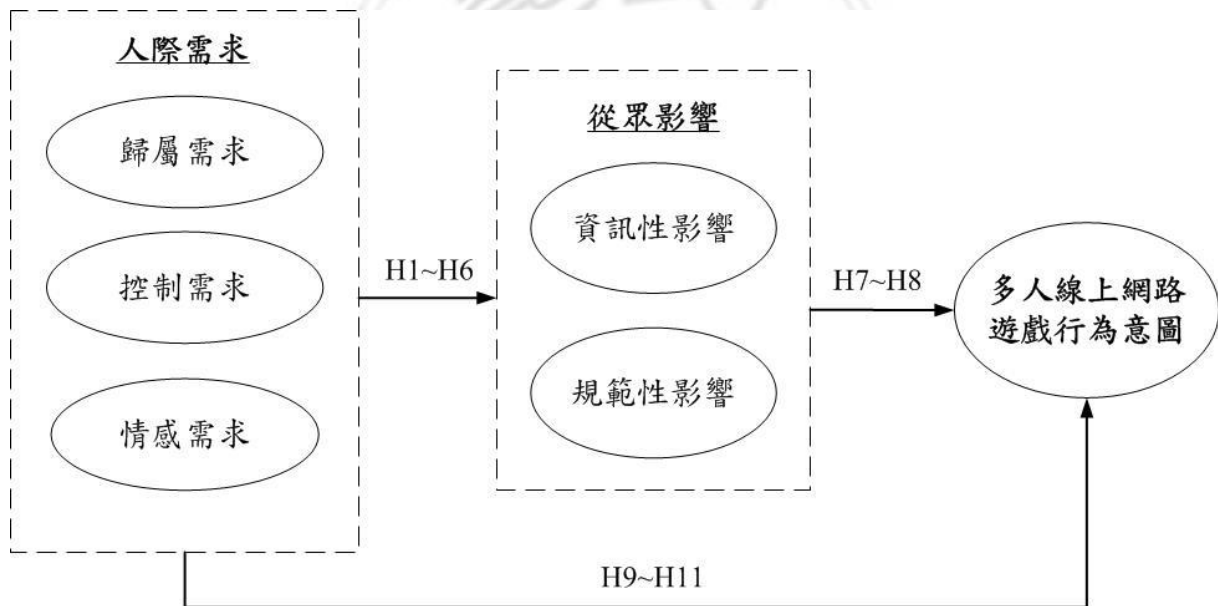 人際需求
歸屬需求
控制需求
情感需求
H1~H6
從眾影響
資訊性影響
規範性影響
H7~H8
多人線上網路
遊戲行為意圖
H9~H11